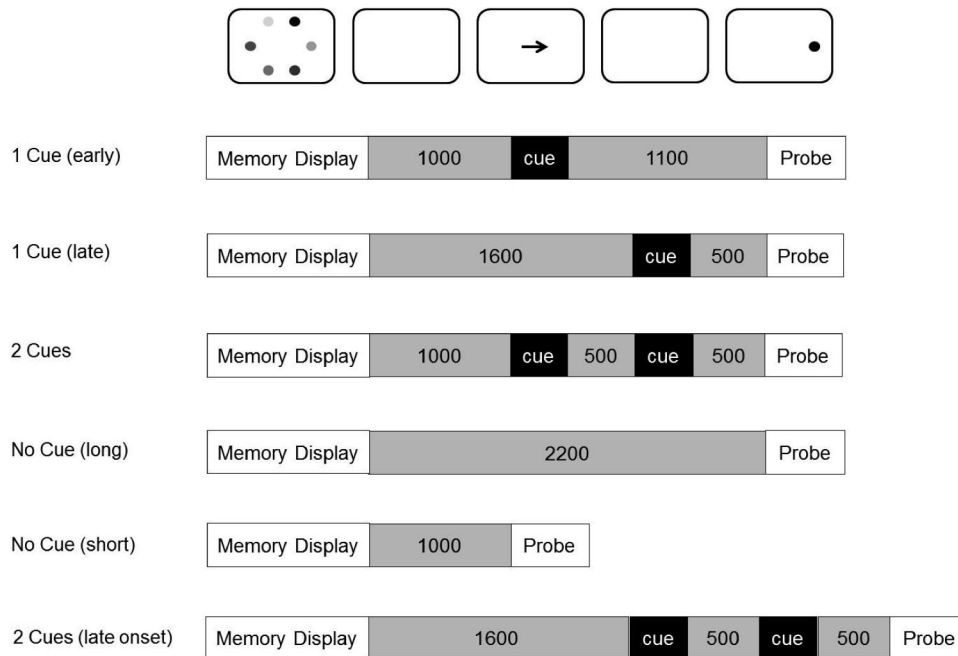 1 Cue (early) Memory Display 1000 cue 1100 Probe
1 Cue (late) Memory Display 1600 cue 500 Probe
2 Cues Memory Display 1000 cue 500 cue 500 Probe
No Cue (long) Memory Display 2200 Probe
No Cue (short) Memory Display 1000 Probe
2 Cues (late onset) Memory Display 1600 cue 500 cue 500 Probe